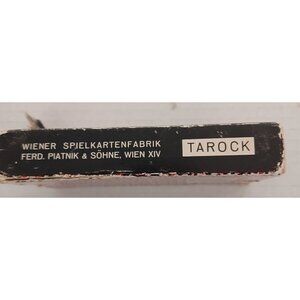 WIENER SPIELKARTENFABRIK
FERD. PIATNIK & SÖHNE, WIEN XIV
TAROCK